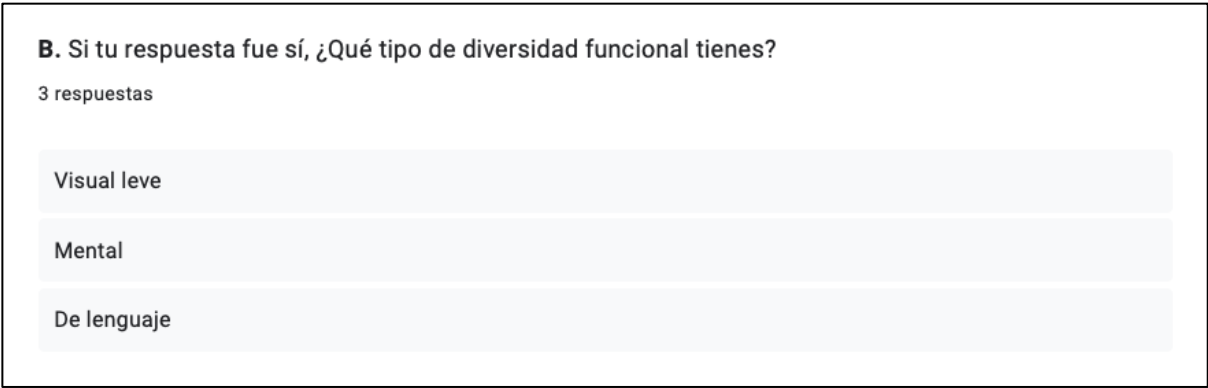 B. Si tu respuesta fue sí, ¿Qué tipo de diversidad funcional tienes?
3 respuestas
Visual leve
Mental
De lenguaje